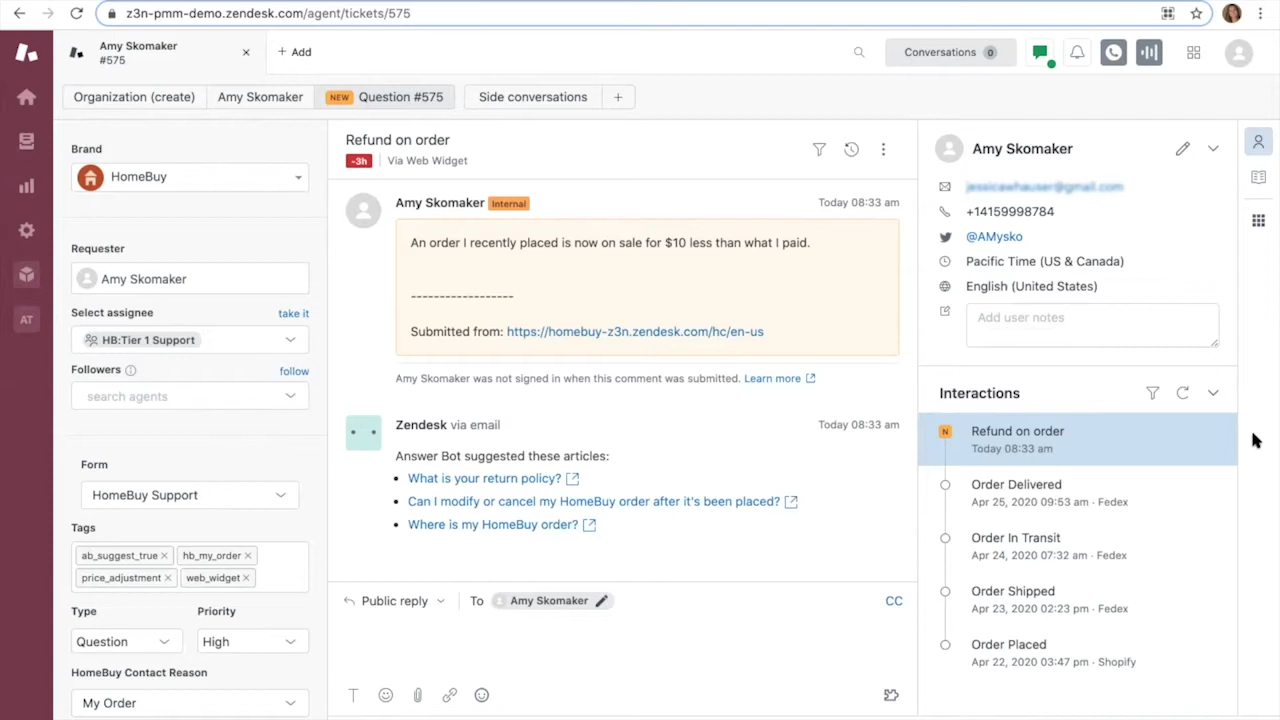 z3n-pmm-demo.zendesk.com/agent/tickets/575
Amy Skomaker
#575
+ Add
Conversations 0
Organization (create)
Amy Skomaker
NEW Question #575
Side conversations
+
Brand
HomeBuy
Requester
Amy Skomaker
Select assignee
take it
HB:Tier 1 Support
Followers
follow
search agents
Form
HomeBuy Support
Tags
ab_suggest_true ×
hb_my_order ×
price_adjustment ×
web_widget ×
Type
Priority
Question
High
HomeBuy Contact Reason
My Order
AT
Refund on order
-3h
Via Web Widget
Amy Skomaker Internal
Today 08:33 am
An order I recently placed is now on sale for $10 less than what I paid.
------------------
Submitted from: https://homebuy-z3n.zendesk.com/hc/en-us
Amy Skomaker was not signed in when this comment was submitted. Learn more
Zendesk via email
Today 08:33 am
Answer Bot suggested these articles:
• What is your return policy?
• Can I modify or cancel my HomeBuy order after it's been placed?
• Where is my HomeBuy order?
Public reply
To
Amy Skomaker
CC
T
Amy Skomaker
jessicawhauser@gmail.com
+14159998784
@AMysko
Pacific Time (US & Canada)
English (United States)
Add user notes
Interactions
N
Refund on order
Today 08:33 am
Order Delivered
Apr 25, 2020 09:53 am · Fedex
Order In Transit
Apr 24, 2020 07:32 am · Fedex
Order Shipped
Apr 23, 2020 02:23 pm · Fedex
Order Placed
Apr 22, 2020 03:47 pm · Shopify